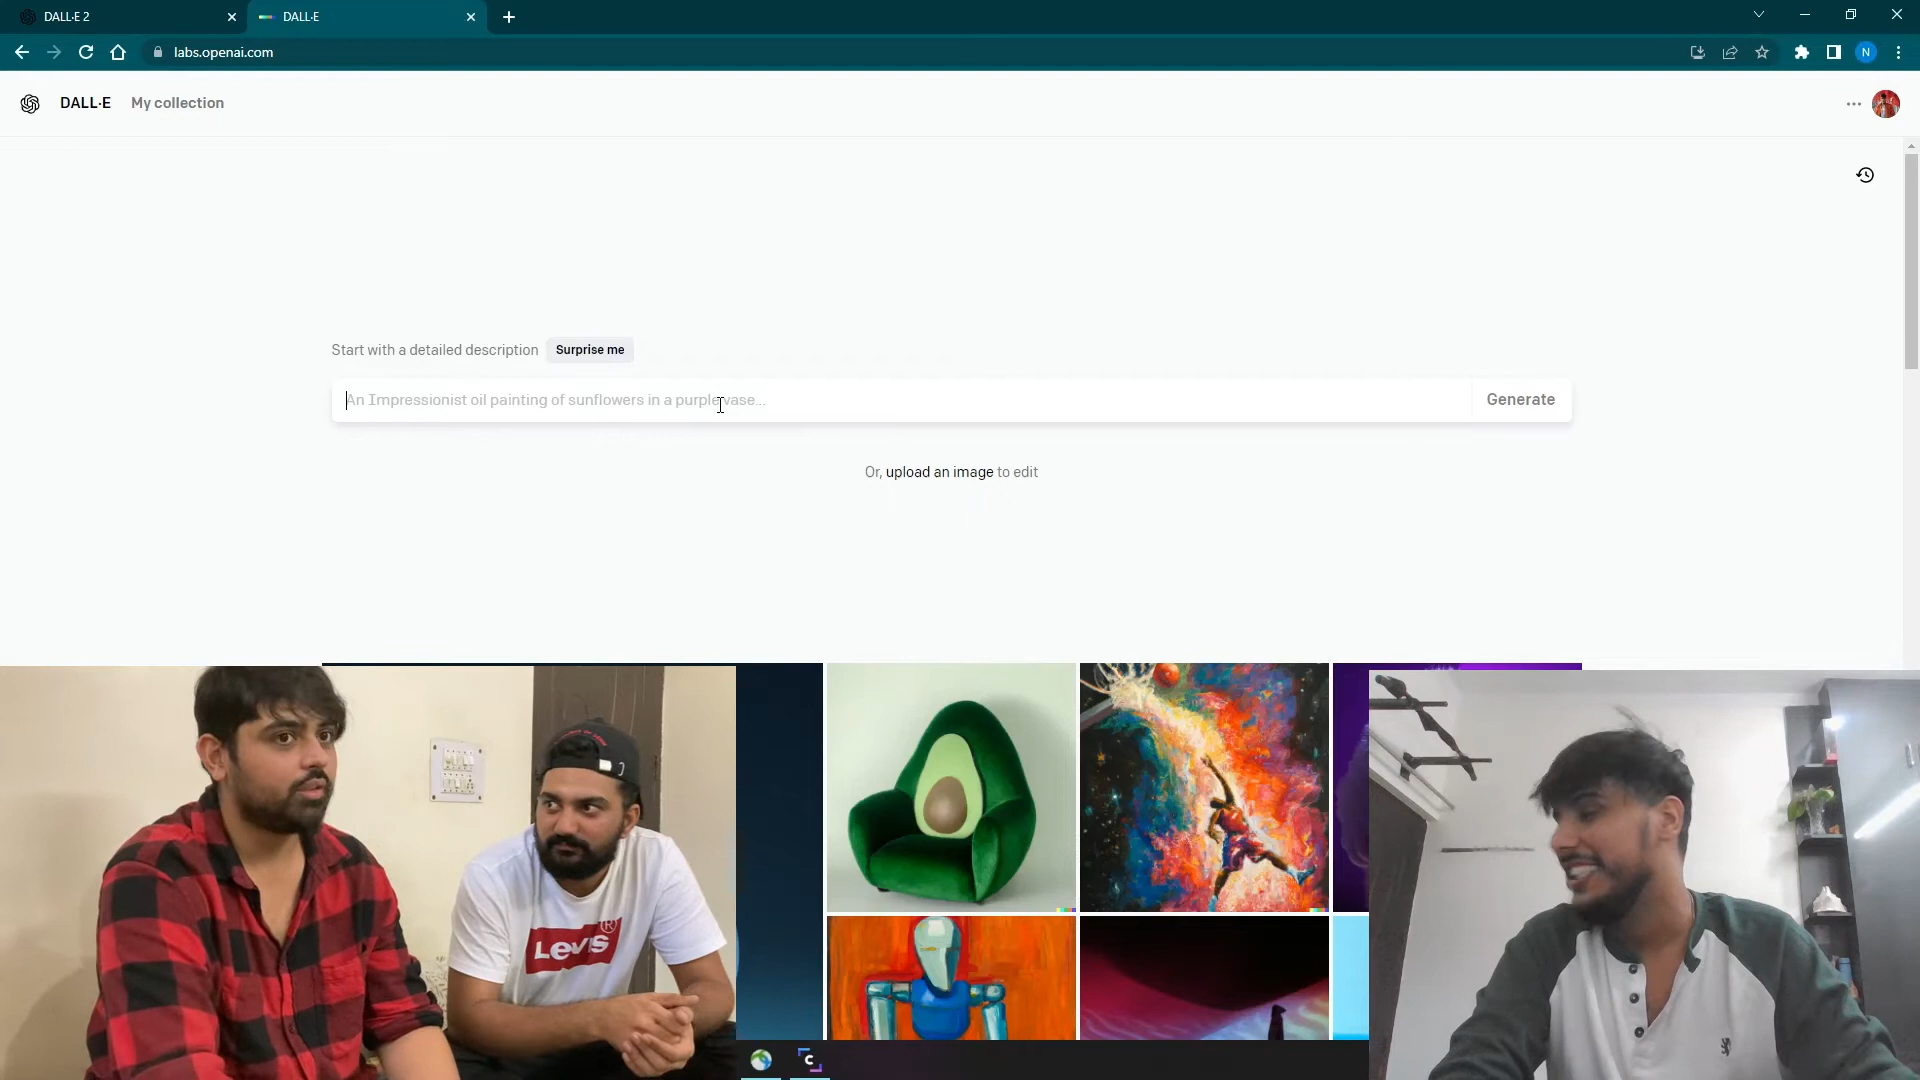 DALL·E 2
DALL·E
labs.openai.com
N
DALL·E My collection
Start with a detailed description Surprise me
An Impressionist oil painting of sunflowers in a purple vase...
Generate
Or, upload an image to edit
Levi's®
C